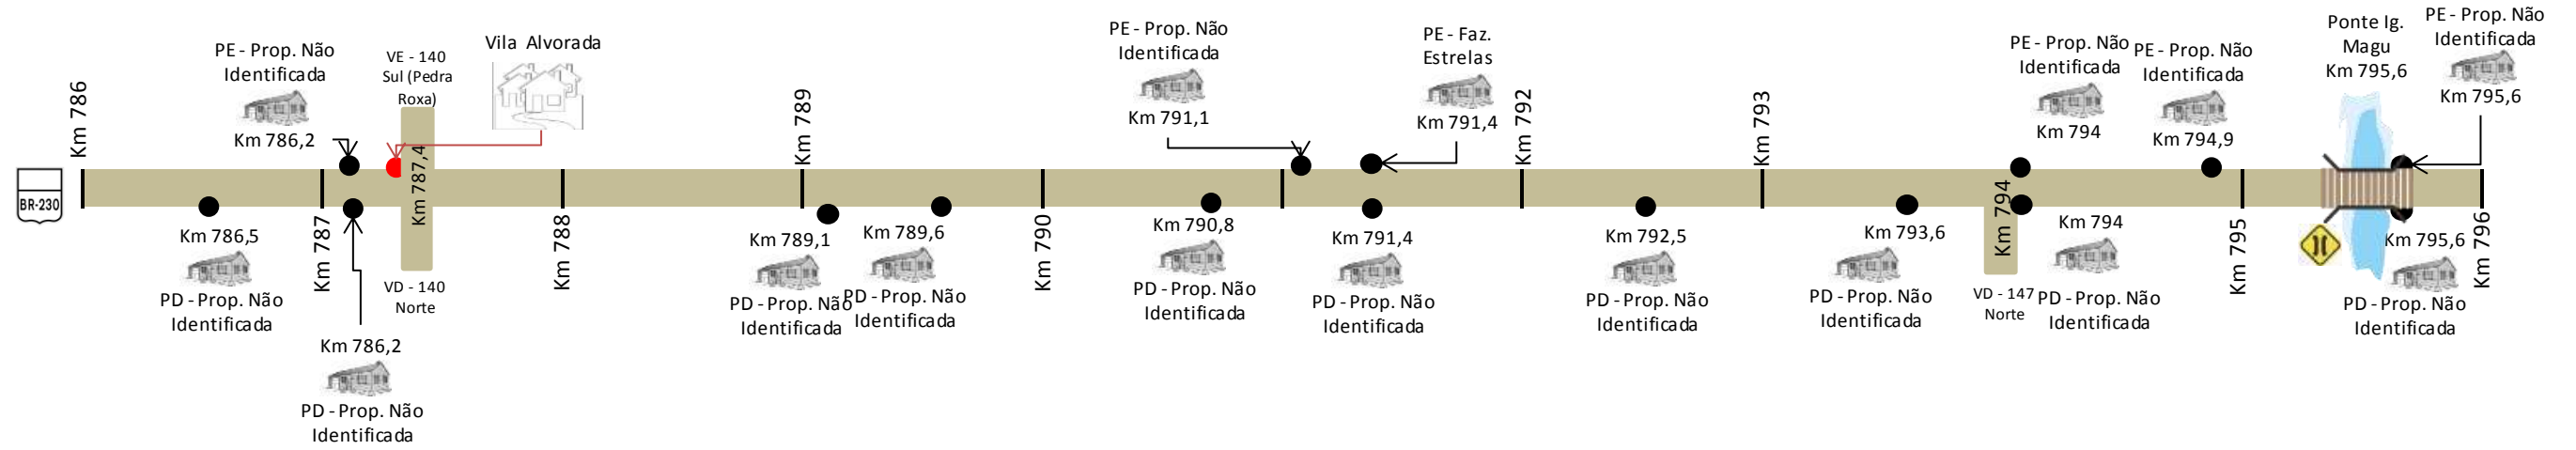 BR-230
Km 786
PE - Prop. Não
Identificada
Km 786,2
VE - 140
Sul (Pedra
Roxa)
Vila Alvorada
Km 787,4
VD - 140
Norte
Km 786,5
PD - Prop. Não
Identificada
Km 787
Km 786,2
PD - Prop. Não
Identificada
Km 788
Km 789
Km 789,1
PD - Prop. Não
Identificada
Km 789,6
PD - Prop. Não
Identificada
Km 790
PE - Prop. Não
Identificada
Km 791,1
Km 790,8
PD - Prop. Não
Identificada
PE - Faz.
Estrelas
Km 791,4
Km 791,4
PD - Prop. Não
Identificada
Km 792
Km 792,5
PD - Prop. Não
Identificada
Km 793
Km 793,6
PD - Prop. Não
Identificada
PE - Prop. Não
Identificada
Km 794
Km 794
VD - 147
Norte
Km 794
PD - Prop. Não
Identificada
PE - Prop. Não
Identificada
Km 794,9
Km 795
Ponte Ig.
Magu
Km 795,6
PE - Prop. Não
Identificada
Km 795,6
Km 795,6
PD - Prop. Não
Identificada
Km 796